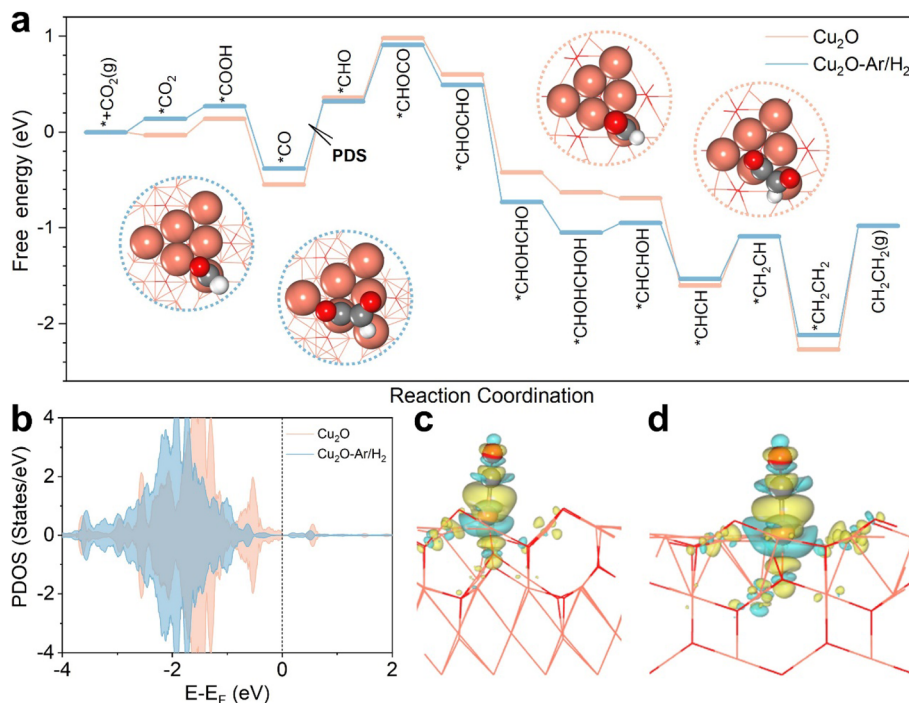 a
Free energy (eV)
1
0
-1
-2
*+CO₂(g)
*CO₂
*COOH
*CO
*CHO
PDS
*CHOCO
*CHOCHO
*CHOHCHO
*CHOHCHOH
*CHCHOH
*CHCH
*CH₂CH
*CH₂CH₂
CH₂CH₂(g)
Cu₂O
Cu₂O-Ar/H₂
Reaction Coordination
b
PDOS (States/eV)
4
2
0
2
-4
Cu₂O
Cu₂O-Ar/H₂
-4 -2 0 2
E-E_F (eV)
c
d